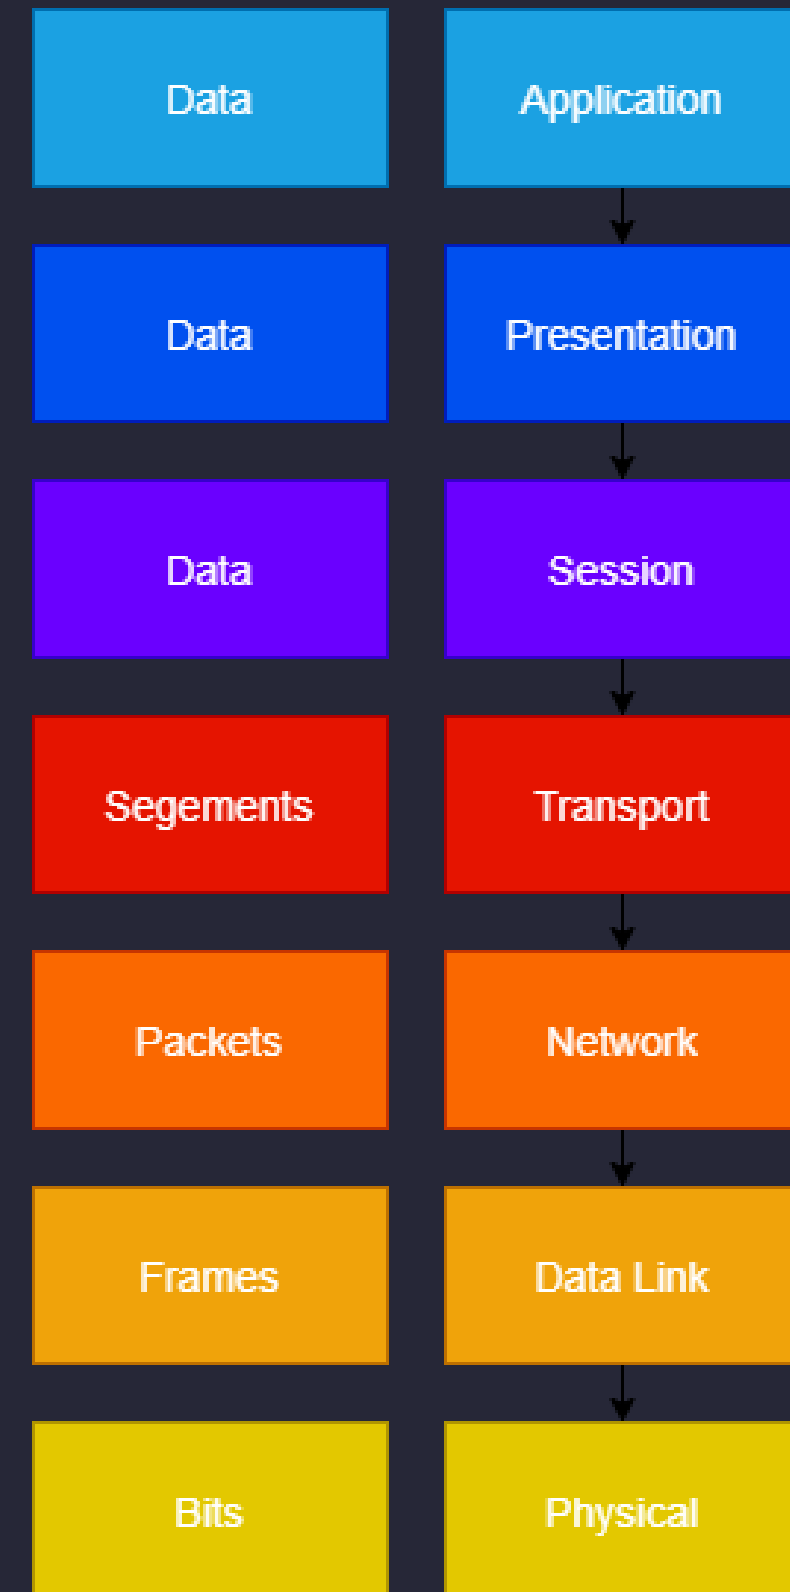 Data
Application
Data
Presentation
Data
Session
Segements
Transport
Packets
Network
Frames
Data Link
Bits
Physical